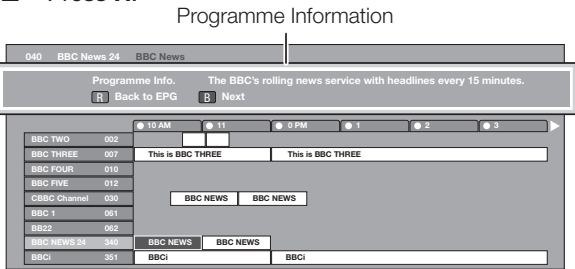 Programme Information
040 BBC News 24 BBC News
Programme Info. The BBC's rolling news service with headlines every 15 minutes.
R Back to EPG B Next
10 AM 11 0 PM 1 2 3
BBC TWO 002
BBC THREE 007 This is BBC THREE This is BBC THREE
BBC FOUR 010
BBC FIVE 012
CBBC Channel 030 BBC NEWS BBC NEWS
BBC 1 061
BB22 062
BBC NEWS 24 340 BBC NEWS BBC NEWS
BBCi 351 BBCi BBCi